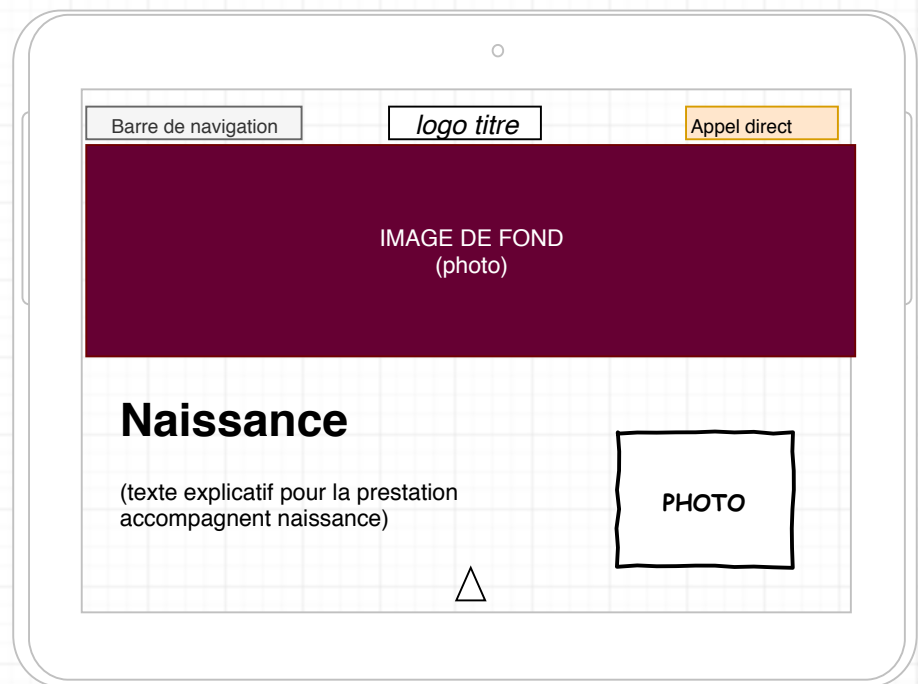 Barre de navigation
logo titre
Appel direct
IMAGE DE FOND
(photo)
Naissance
(texte explicatif pour la prestation
accompagnent naissance)
PHOTO